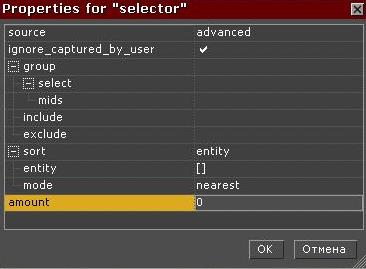 Properties for "selector"
source advanced
ignore_captured_by_user
group
select
mids
include
exclude
sort entity
entity []
mode nearest
amount 0
OK Отмена